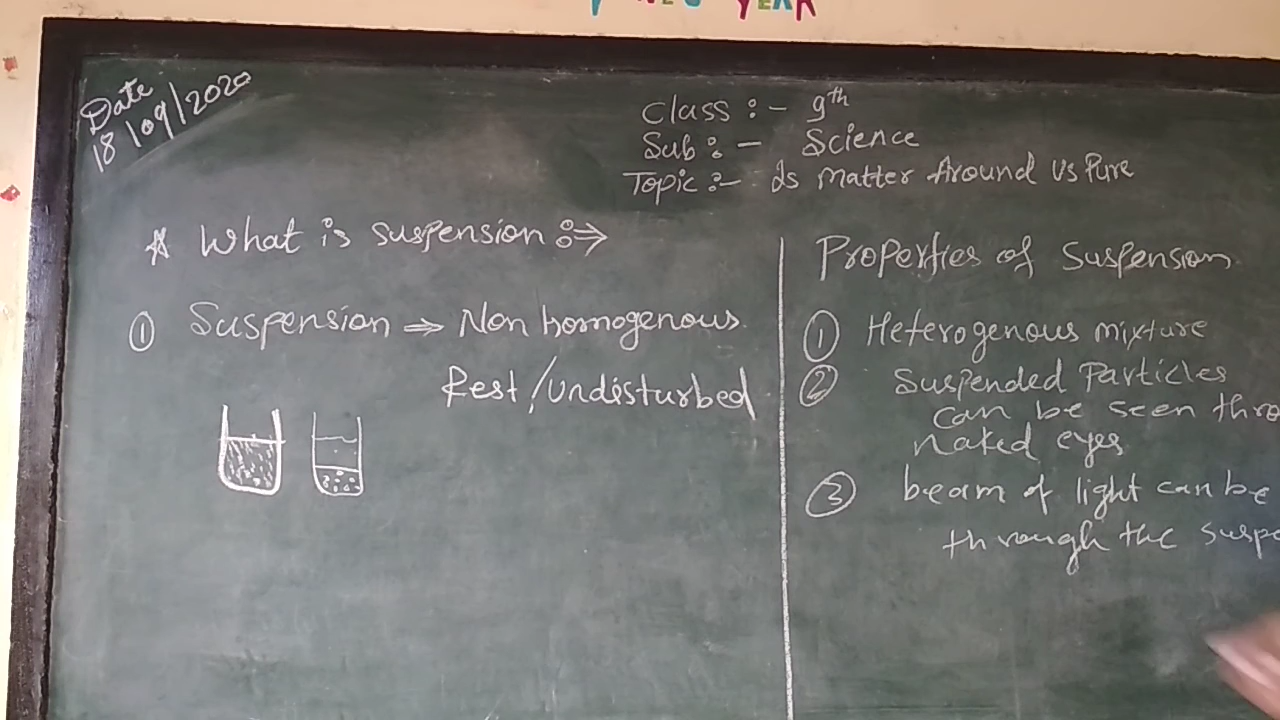 YEAR
Date
18/09/2020
Class :- 9th
Sub :- Science
Topic :- Is Matter Around Us Pure
* What is suspension :⇒
① Suspension ⇒ Non homogenous
Rest/Undisturbed
Properties of Suspension
① Heterogenous mixture
② Suspended Particles
can be seen thro
naked eyes
③ beam of light can be
through the suspe